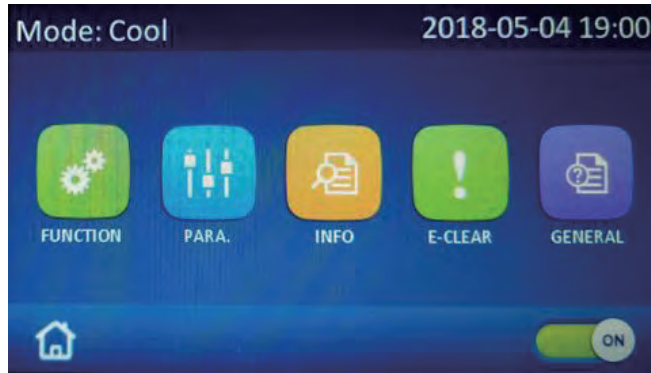 Mode: Cool 2018-05-04 19:00
FUNCTION PARA. INFO E-CLEAR GENERAL
ON